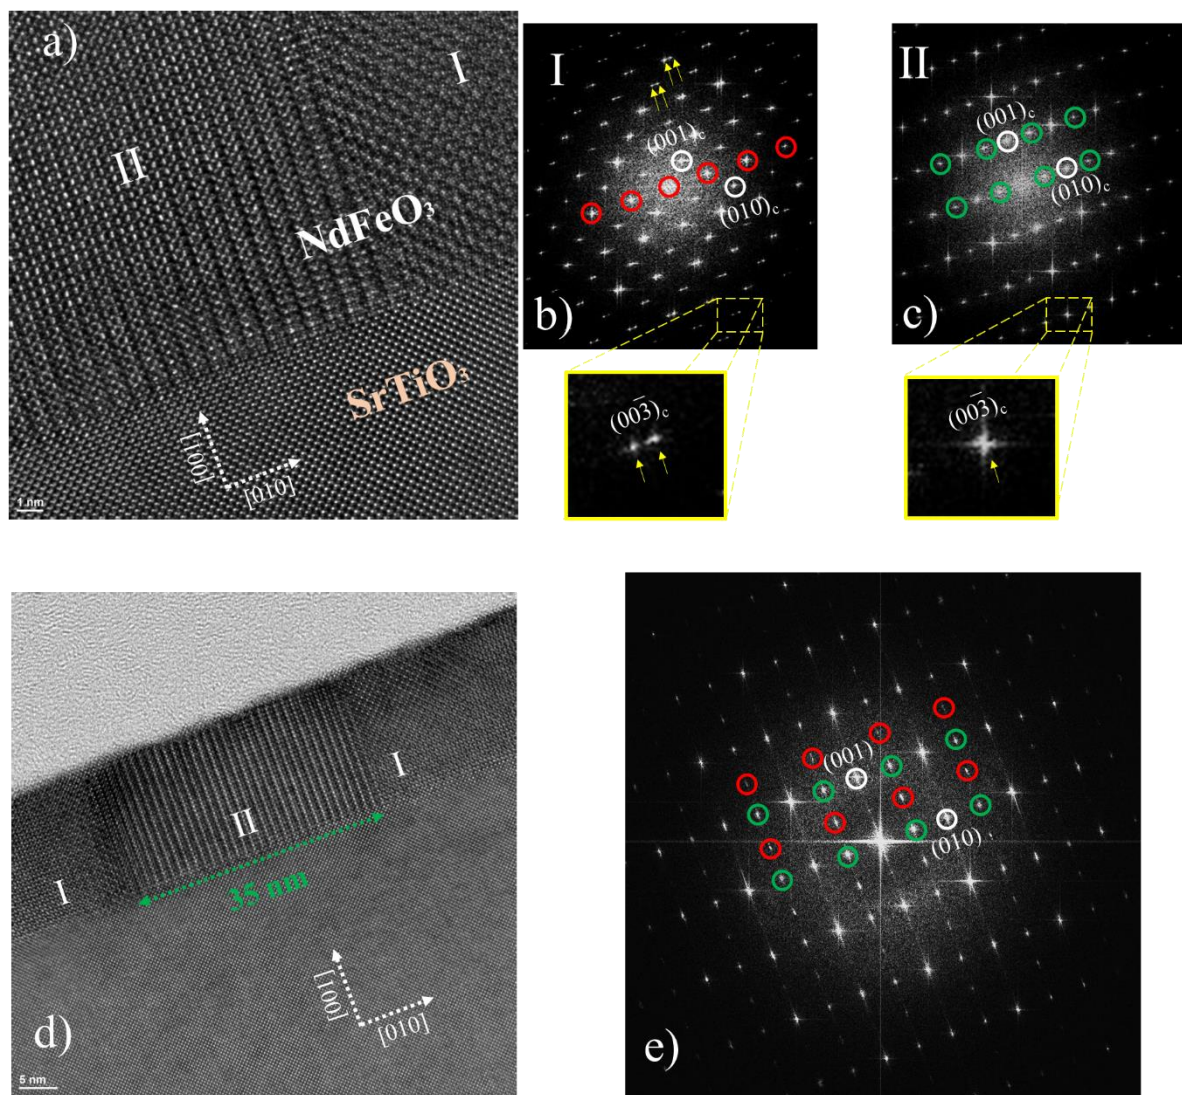 a)
I
II
NdFeO₃
SrTiO₃
[100]
[010]
1 nm
I
(001)c
(010)c
b)
(003̅)c
II
(001)c
(010)c
c)
(003̅)c
I
II
I
35 nm
[100]
[010]
d)
5 nm
(001)
(010)
e)